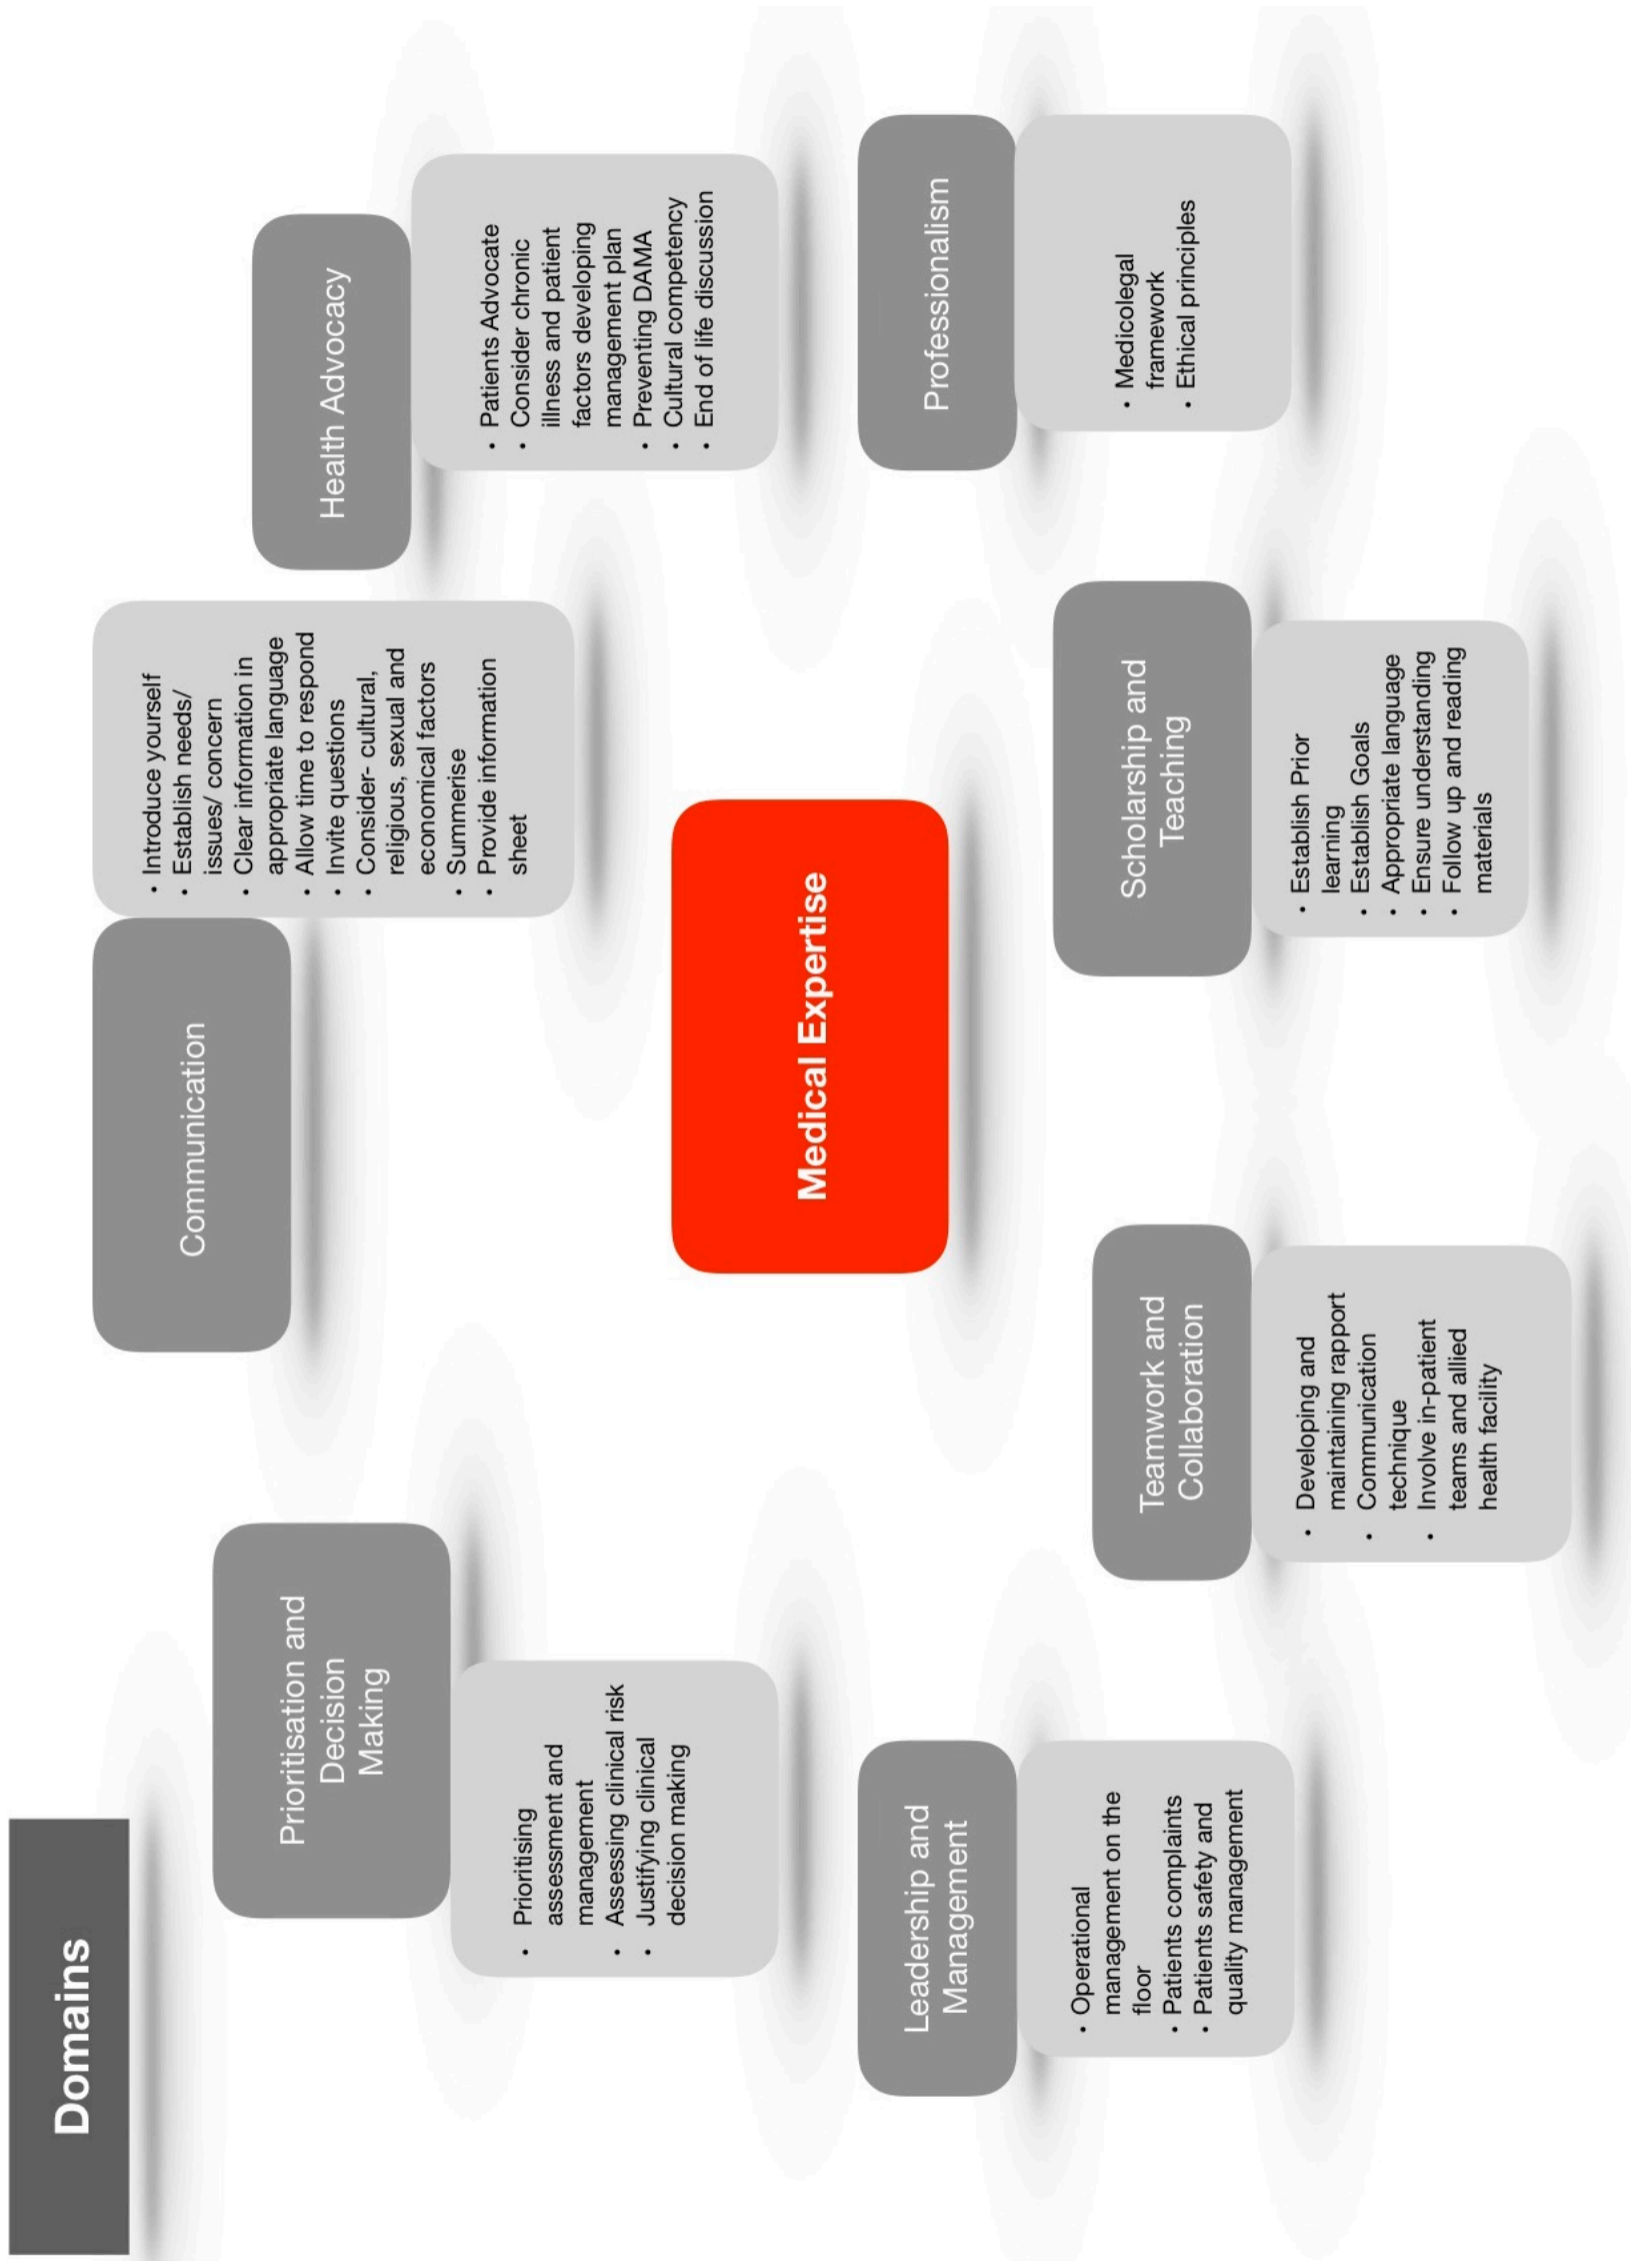 Domains
Prioritisation and
Decision
Making
• Prioritising
assessment and
management
• Assessing clinical risk
• Justifying clinical
decision making
Communication
• Introduce yourself
• Establish needs/
issues/ concern
• Clear information in
appropriate language
• Allow time to respond
• Invite questions
• Consider- cultural,
religious, sexual and
economical factors
• Summerise
• Provide information
sheet
Health Advocacy
• Patients Advocate
• Consider chronic
illness and patient
factors developing
management plan
• Preventing DAMA
• Cultural competency
• End of life discussion
Medical Expertise
Leadership and
Management
• Operational
management on the
floor
• Patients complaints
• Patients safety and
quality management
Teamwork and
Collaboration
• Developing and
maintaining rapport
• Communication
technique
• Involve in-patient
teams and allied
health facility
Scholarship and
Teaching
• Establish Prior
learning
• Establish Goals
• Appropriate language
• Ensure understanding
• Follow up and reading
materials
Professionalism
• Medicolegal
framework
• Ethical principles